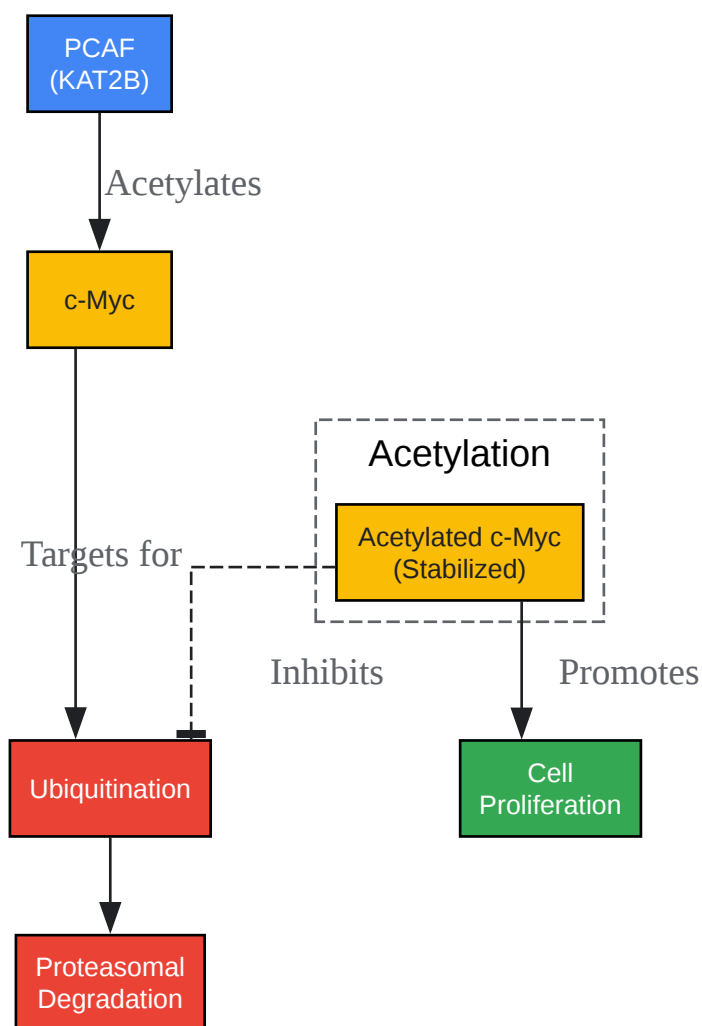 PCAF
(KAT2B)
Acetylates
c-Myc
Acetylation
Acetylated c-Myc
(Stabilized)
Targets for
Inhibits
Promotes
Ubiquitination
Cell
Proliferation
Proteasomal
Degradation